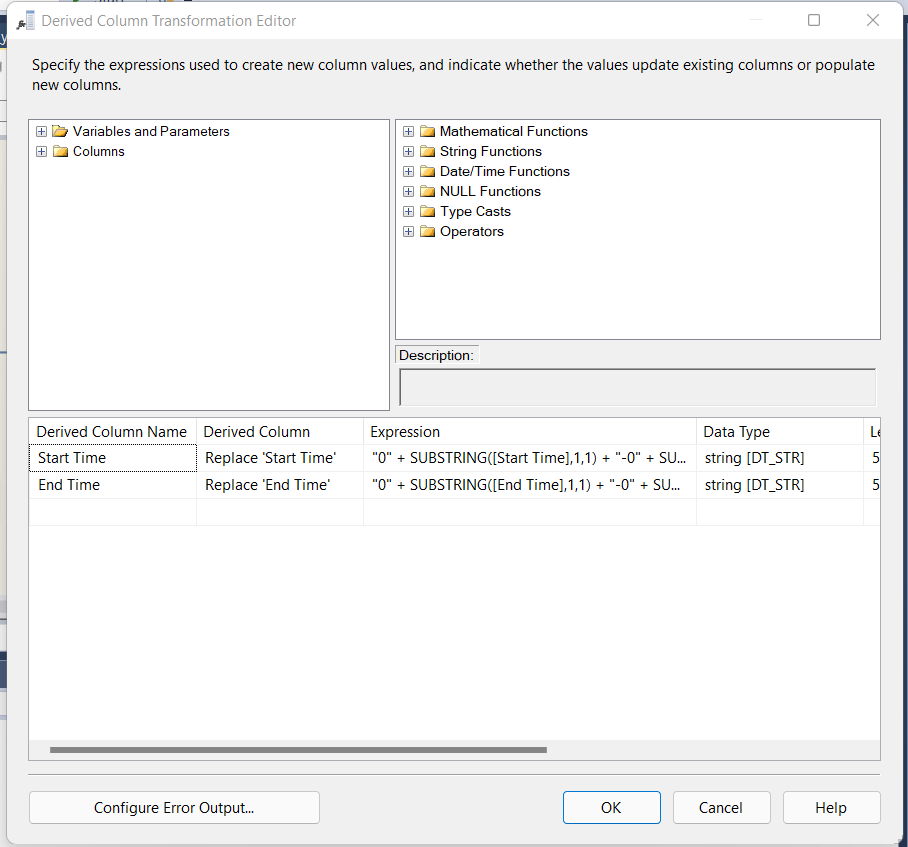 Derived Column Transformation Editor
Specify the expressions used to create new column values, and indicate whether the values update existing columns or populate
new columns.
Variables and Parameters
Columns
Mathematical Functions
String Functions
Date/Time Functions
NULL Functions
Type Casts
Operators
Description:
Derived Column Name Derived Column Expression Data Type Le
Start Time Replace 'Start Time' "0" + SUBSTRING([Start Time],1,1) + "-0" + SU... string [DT_STR] 5
End Time Replace 'End Time' "0" + SUBSTRING([End Time],1,1) + "-0" + SU... string [DT_STR] 5
Configure Error Output... OK Cancel Help